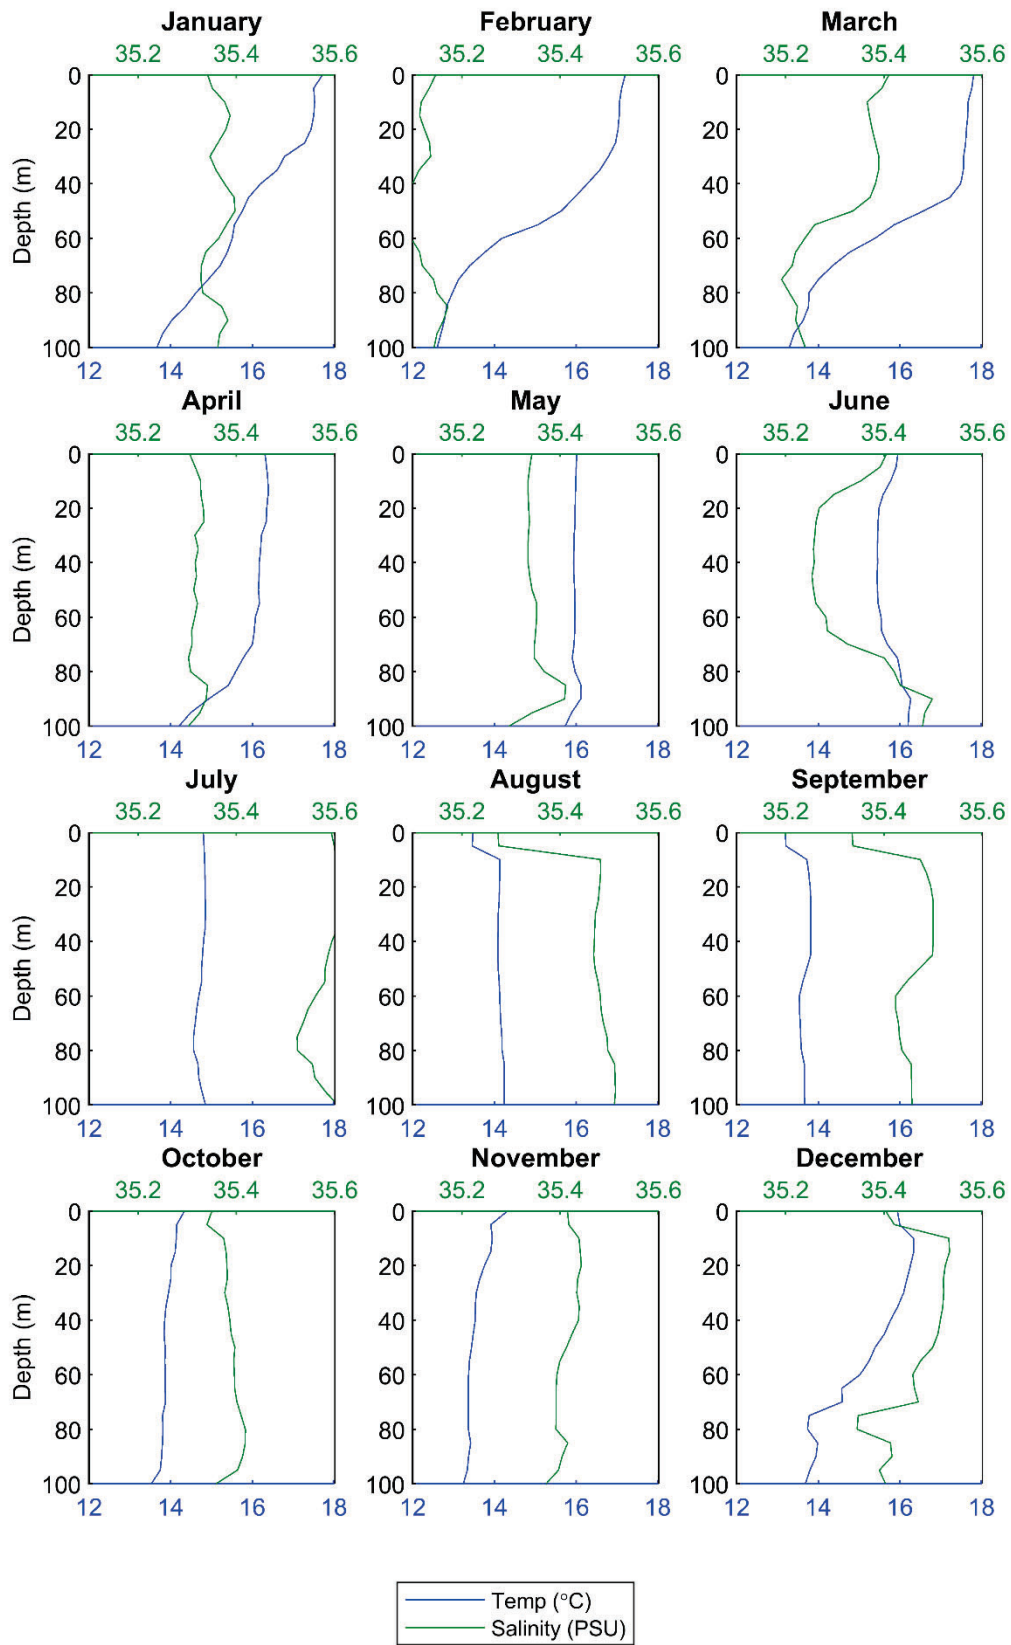 January February March
35.2 35.4 35.6 35.2 35.4 35.6 35.2 35.4 35.6
0 0 0
20 20 20
40 40 40
Depth (m)
60 60 60
80 80 80
100 100 100
12 14 16 18 12 14 16 18 12 14 16 18
April May June
35.2 35.4 35.6 35.2 35.4 35.6 35.2 35.4 35.6
0 0 0
20 20 20
40 40 40
Depth (m)
60 60 60
80 80 80
100 100 100
12 14 16 18 12 14 16 18 12 14 16 18
July August September
35.2 35.4 35.6 35.2 35.4 35.6 35.2 35.4 35.6
0 0 0
20 20 20
40 40 40
Depth (m)
60 60 60
80 80 80
100 100 100
12 14 16 18 12 14 16 18 12 14 16 18
October November December
35.2 35.4 35.6 35.2 35.4 35.6 35.2 35.4 35.6
0 0 0
20 20 20
40 40 40
Depth (m)
60 60 60
80 80 80
100 100 100
12 14 16 18 12 14 16 18 12 14 16 18
Temp (°C)
Salinity (PSU)